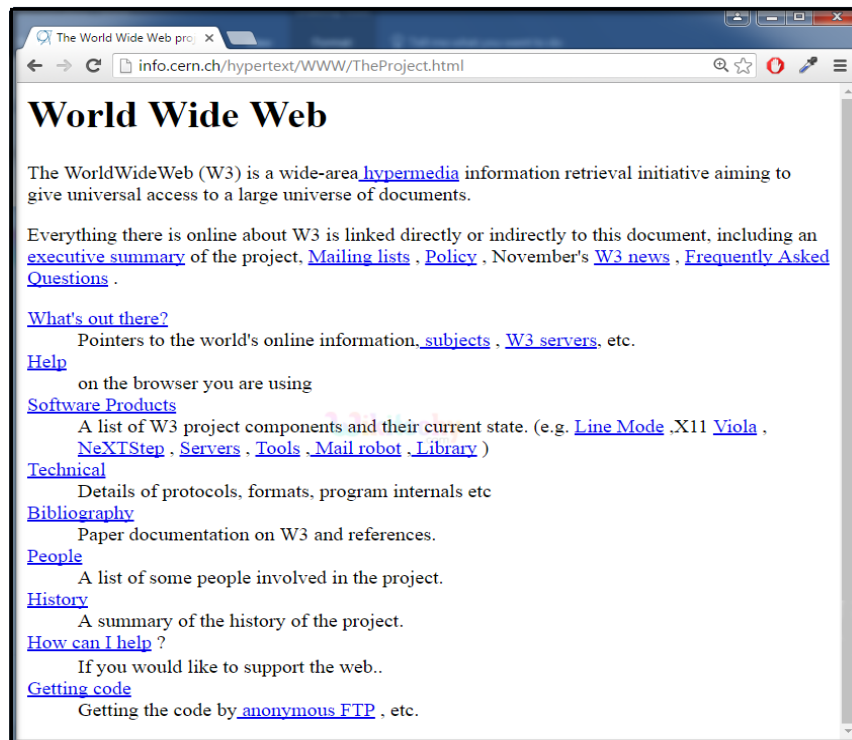 The World Wide Web pro
info.cern.ch/hypertext/WWW/TheProject.html
World Wide Web
The WorldWideWeb (W3) is a wide-area hypermedia information retrieval initiative aiming to
give universal access to a large universe of documents.
Everything there is online about W3 is linked directly or indirectly to this document, including an
executive summary of the project, Mailing lists , Policy , November's W3 news , Frequently Asked
Questions .
What's out there?
Pointers to the world's online information, subjects , W3 servers, etc.
Help
on the browser you are using
Software Products
A list of W3 project components and their current state. (e.g. Line Mode ,X11 Viola ,
NeXTStep , Servers , Tools , Mail robot , Library )
Technical
Details of protocols, formats, program internals etc
Bibliography
Paper documentation on W3 and references.
People
A list of some people involved in the project.
History
A summary of the history of the project.
How can I help ?
If you would like to support the web..
Getting code
Getting the code by anonymous FTP , etc.